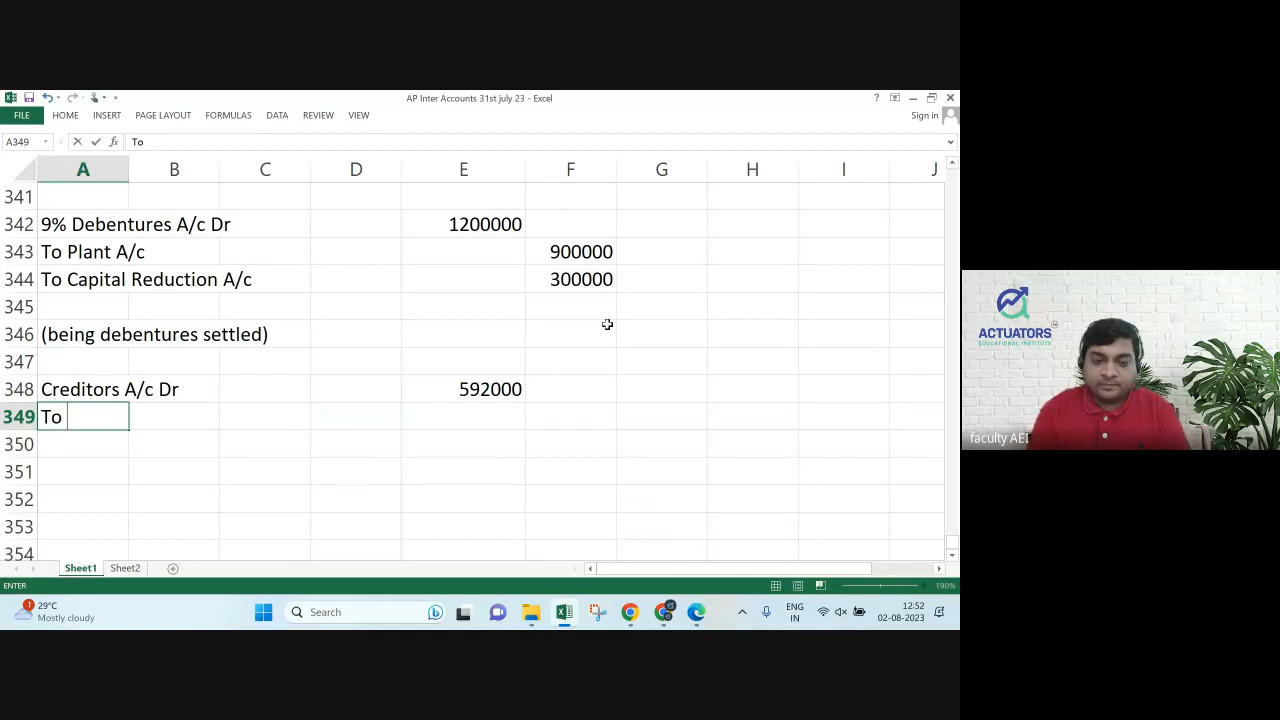 AP Inter Accounts 31st july 23 - Excel
FILE HOME INSERT PAGE LAYOUT FORMULAS DATA REVIEW VIEW Sign in
A349 fx To
A B C D E F G H I J
341
342 9% Debentures A/c Dr 1200000
343 To Plant A/c 900000
344 To Capital Reduction A/c 300000
345
346 (being debentures settled)
347
348 Creditors A/c Dr 592000
349 To
350
351
352
353
354
Sheet1 Sheet2
ENTER 190%
1 29°C
Mostly cloudy
Search
ENG
IN
12:52
02-08-2023
ACTUATORS
EDUCATIONAL INSTITUTE
faculty AEI